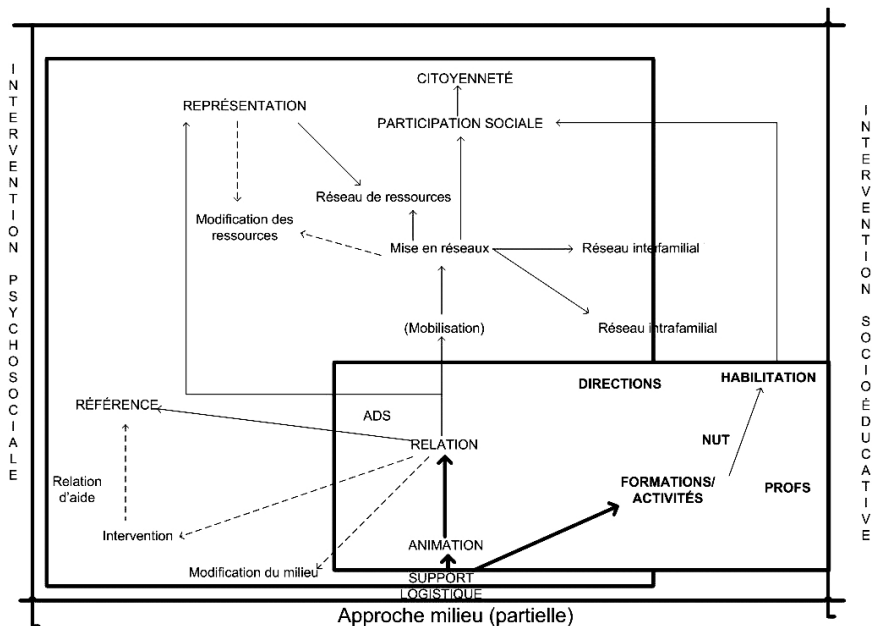 INTERVENTION PSYCHOSOCIALE
CITOYENNETÉ
REPRÉSENTATION
PARTICIPATION SOCIALE
Réseau de ressources
Modification des
ressources
Mise en réseaux
Réseau interfamilial
(Mobilisation)
Réseau intrafamilial
DIRECTIONS
HABILITATION
RÉFÉRENCE
ADS
RELATION
NUT
FORMATIONS/
ACTIVITÉS
PROFS
Relation
d'aide
Intervention
ANIMATION
Modification du milieu
SUPPORT
LOGISTIQUE
Approche milieu (partielle)
INTERVENTION SOCIOÉDUCATIVE